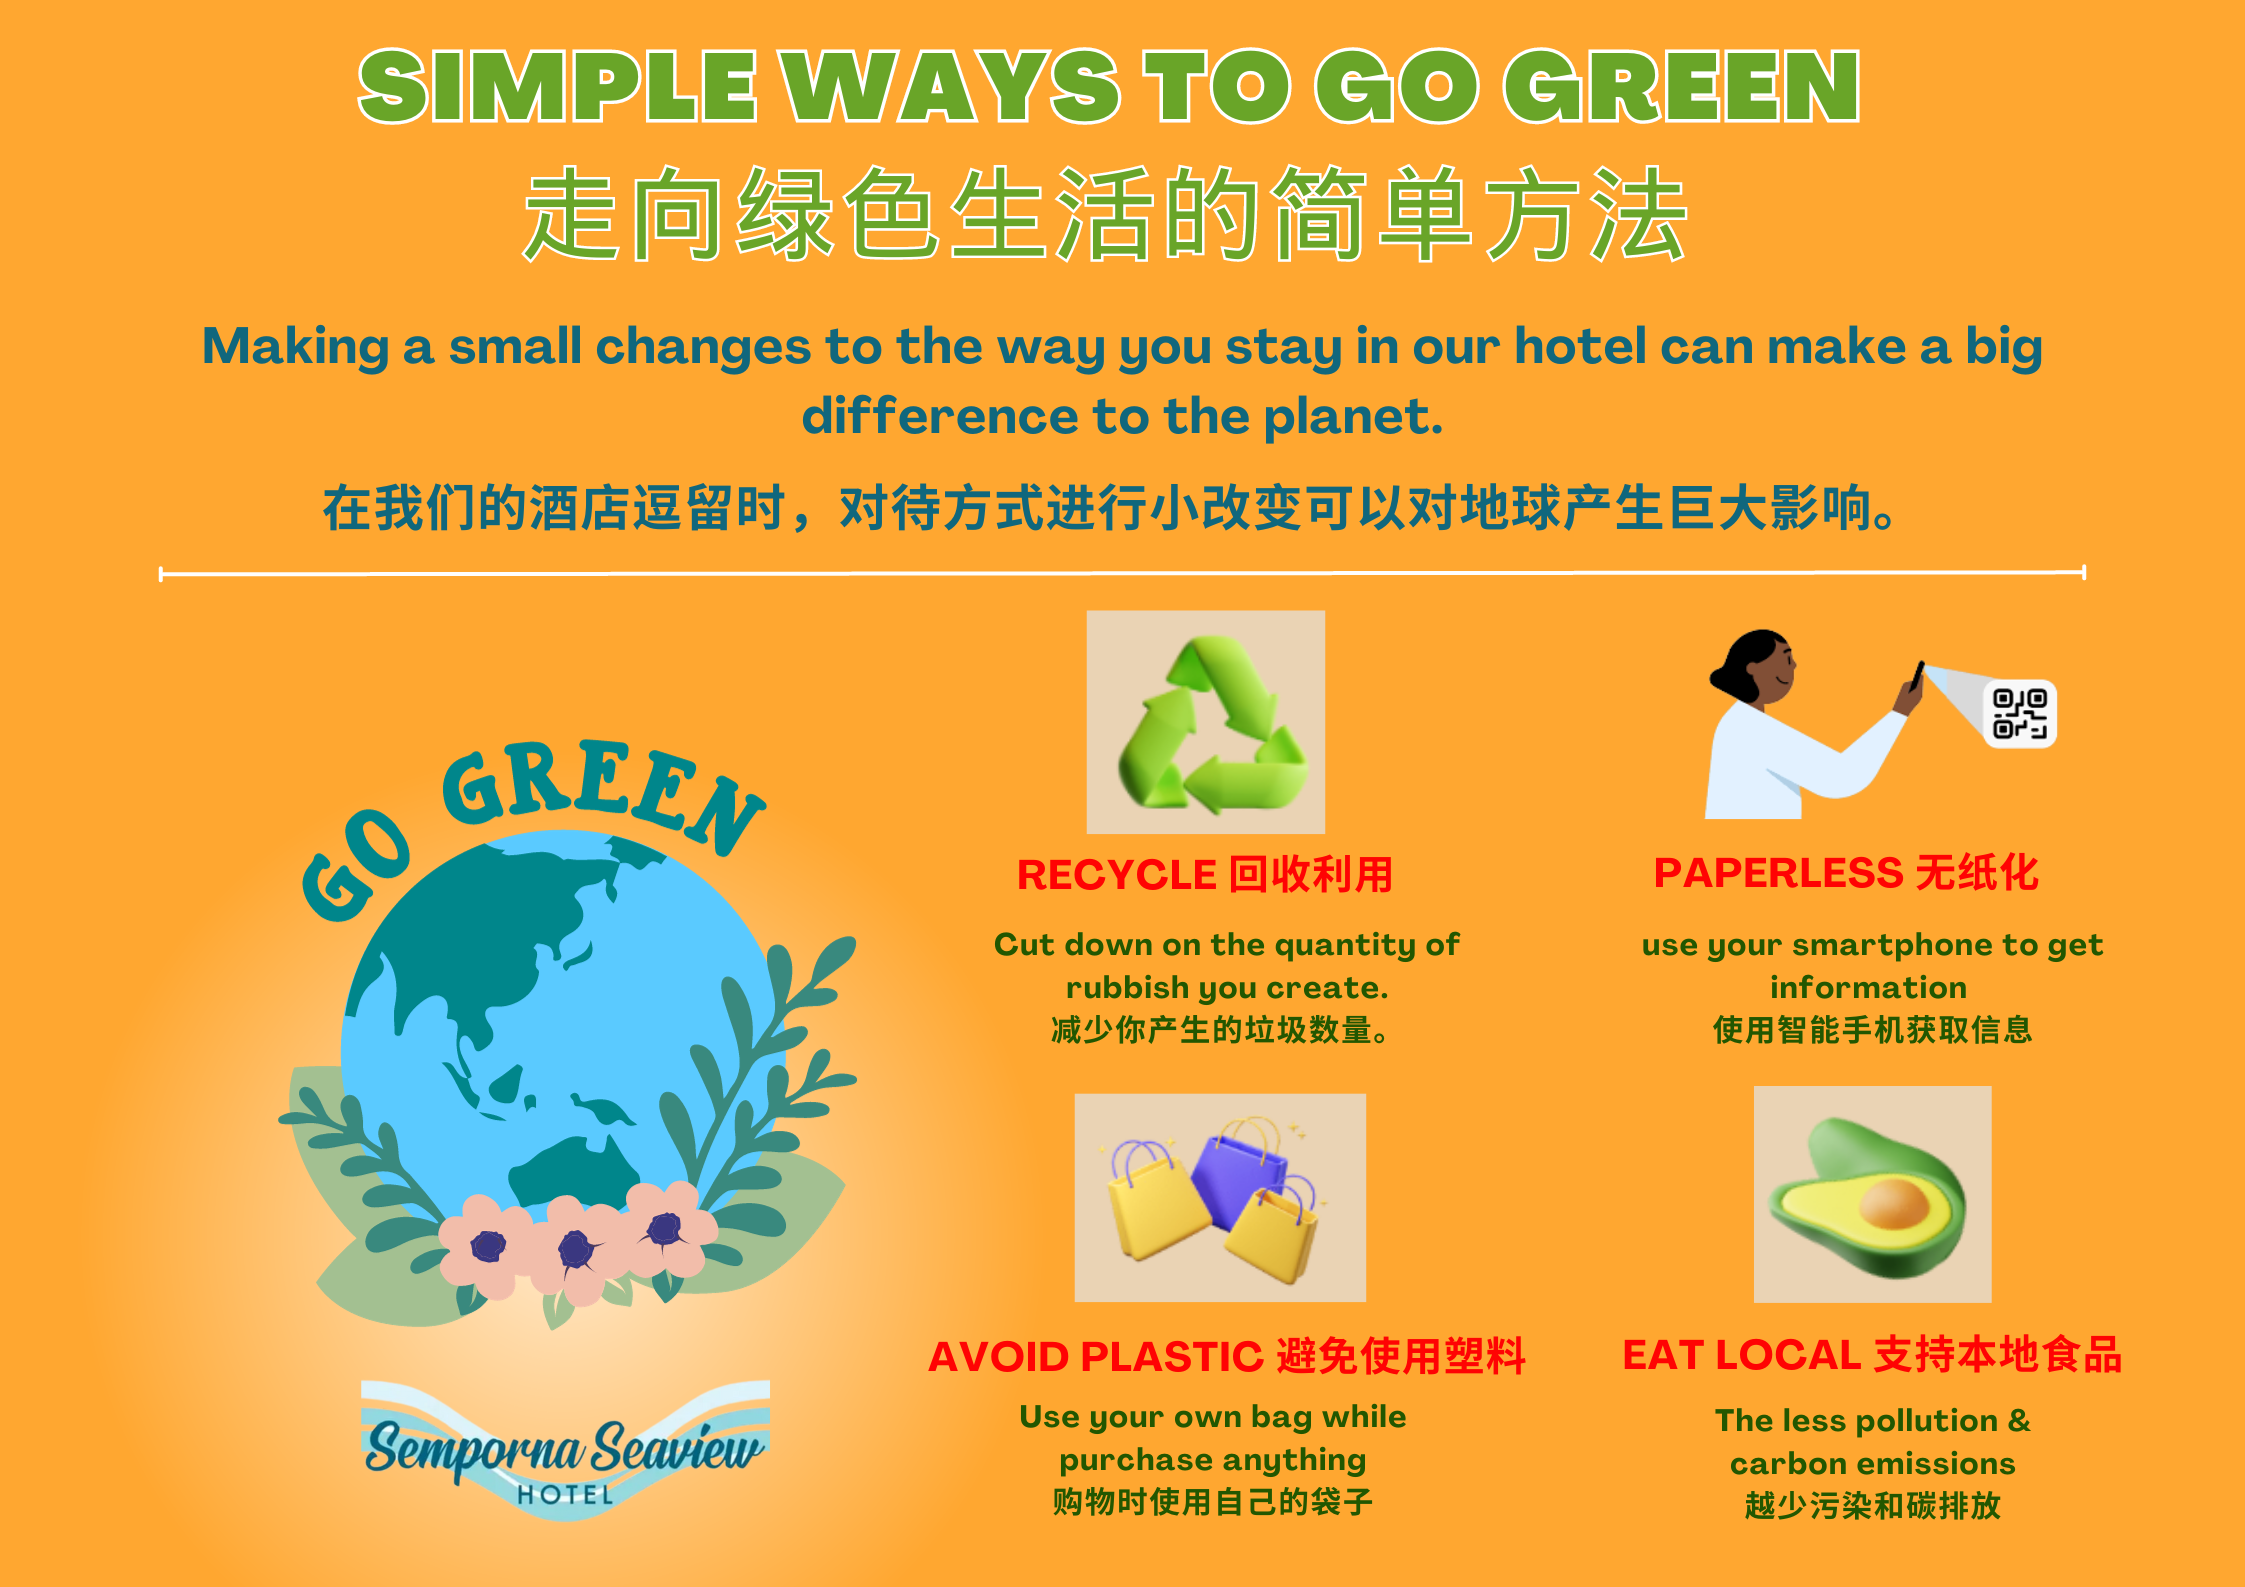 SIMPLE WAYS TO GO GREEN
走向绿色生活的简单方法
Making a small changes to the way you stay in our hotel can make a big
difference to the planet.
在我们的酒店逗留时，对待方式进行小改变可以对地球产生巨大影响。
GO GREEN
Semporna Seaview
HOTEL
RECYCLE 回收利用
Cut down on the quantity of
rubbish you create.
减少你产生的垃圾数量。
PAPERLESS 无纸化
use your smartphone to get
information
使用智能手机获取信息
AVOID PLASTIC 避免使用塑料
Use your own bag while
purchase anything
购物时使用自己的袋子
EAT LOCAL 支持本地食品
The less pollution &
carbon emissions
越少污染和碳排放